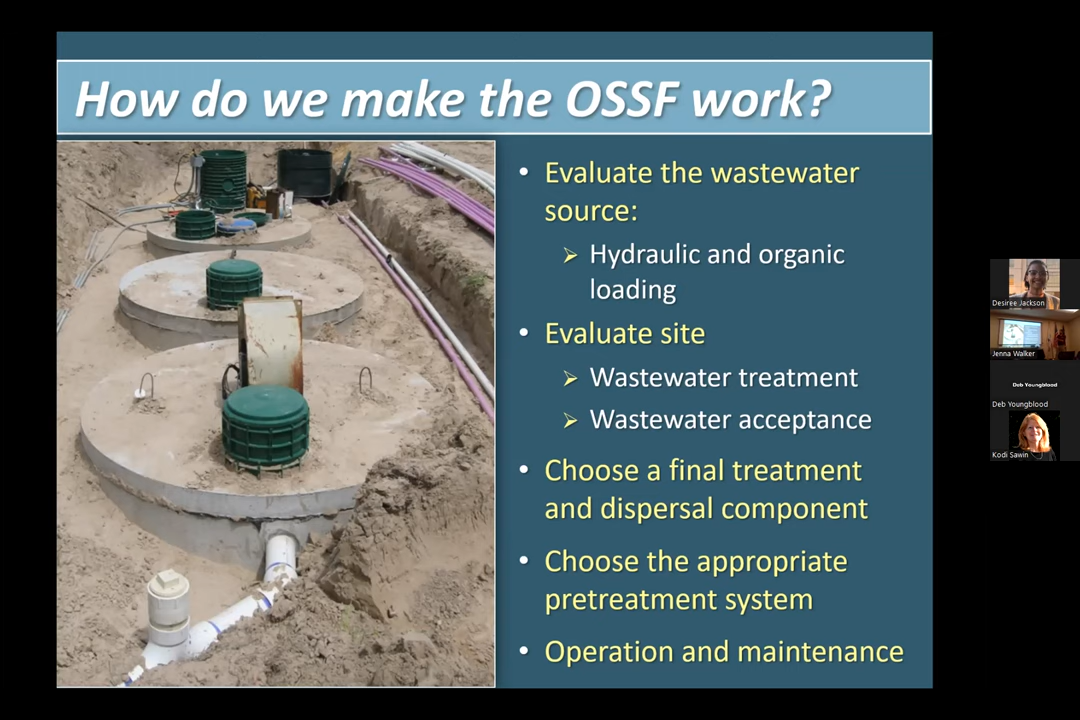 How do we make the OSSF work?
• Evaluate the wastewater
source:
➢ Hydraulic and organic
loading
• Evaluate site
➢ Wastewater treatment
➢ Wastewater acceptance
• Choose a final treatment
and dispersal component
• Choose the appropriate
pretreatment system
• Operation and maintenance
Desiree Jackson
Jenna Walker
Deb Youngblood
Deb Youngblood
Kodi Sawin